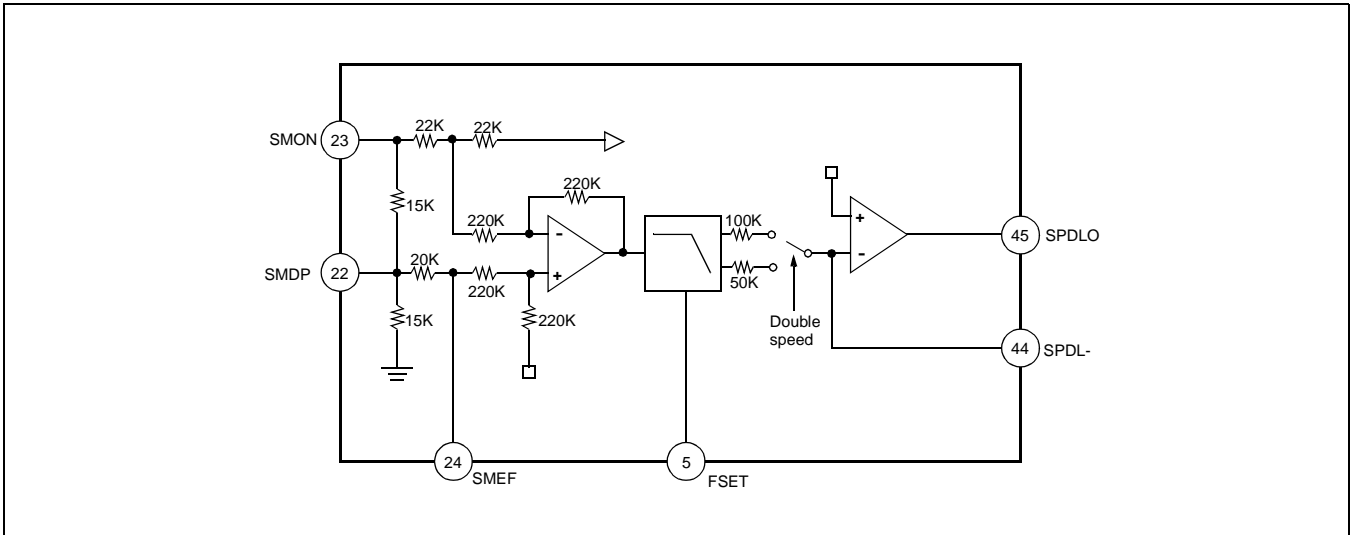 22K
22K
SMON
23
220K
15K
220K
100K
+
-
45
SPDLO
-
20K
SMDP
22
+
-
220K
50K
15K
220K
Double
speed
44
SPDL-
24
SMEF
5
FSET